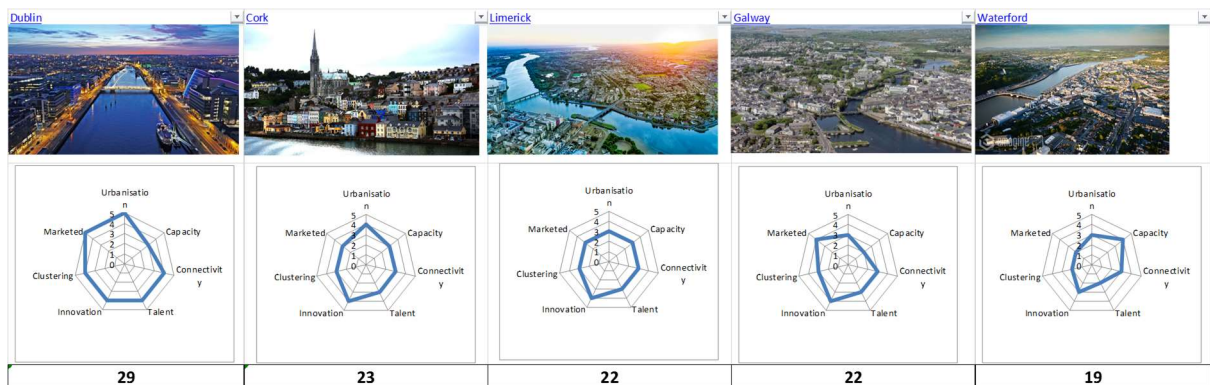 Dublin
Cork
Limerick
Galway
Waterford
imagine
Urbanisatio
n
Capacity
Connectivit
y
Talent
Innovation
Clustering
Marketed
5
4
3
2
1
0
Urbanisatio
n
Capacity
Connectivit
y
Talent
Innovation
Clustering
Marketed
5
4
3
2
1
0
Urbanisatio
n
Capacity
Connectivit
y
Talent
Innovation
Clustering
Marketed
5
4
3
2
1
0
Urbanisatio
n
Capacity
Connectivit
y
Talent
Innovation
Clustering
Marketed
5
4
3
2
1
0
Urbanisatio
n
Capacity
Connectivit
y
Talent
Innovation
Clustering
Marketed
5
4
3
2
1
0
29
23
22
22
19